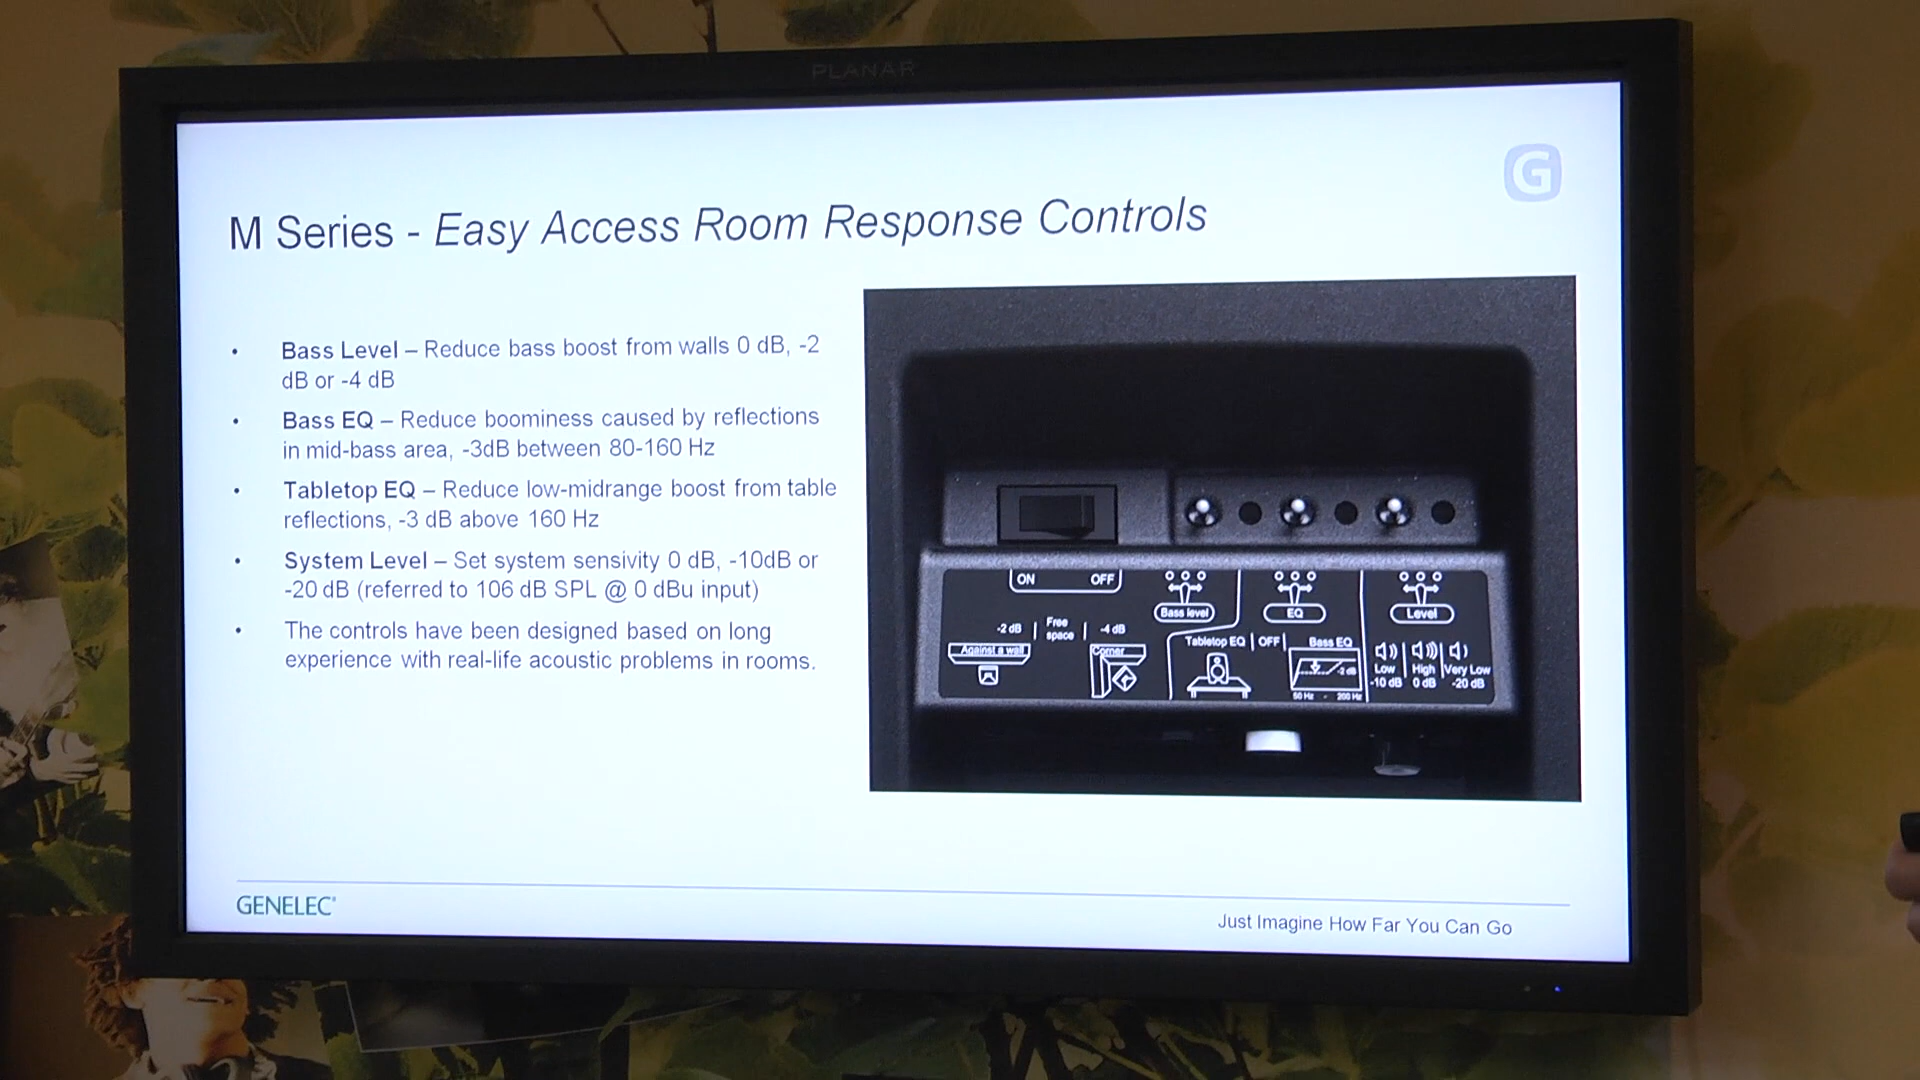 PLANAR
G
M Series - Easy Access Room Response Controls
• Bass Level – Reduce bass boost from walls 0 dB, -2
dB or -4 dB
• Bass EQ – Reduce boominess caused by reflections
in mid-bass area, -3dB between 80-160 Hz
• Tabletop EQ – Reduce low-midrange boost from table
reflections, -3 dB above 160 Hz
• System Level – Set system sensivity 0 dB, -10dB or
-20 dB (referred to 106 dB SPL @ 0 dBu input)
• The controls have been designed based on long
experience with real-life acoustic problems in rooms.
ON OFF
Bass level
EQ
Level
-2 dB | Free space | -4 dB
Against a wall
Corner
Tabletop EQ | OFF | Bass EQ
-2 dB
50 Hz - 200 Hz
Low | High | Very Low
-10 dB 0 dB -20 dB
GENELEC®
Just Imagine How Far You Can Go